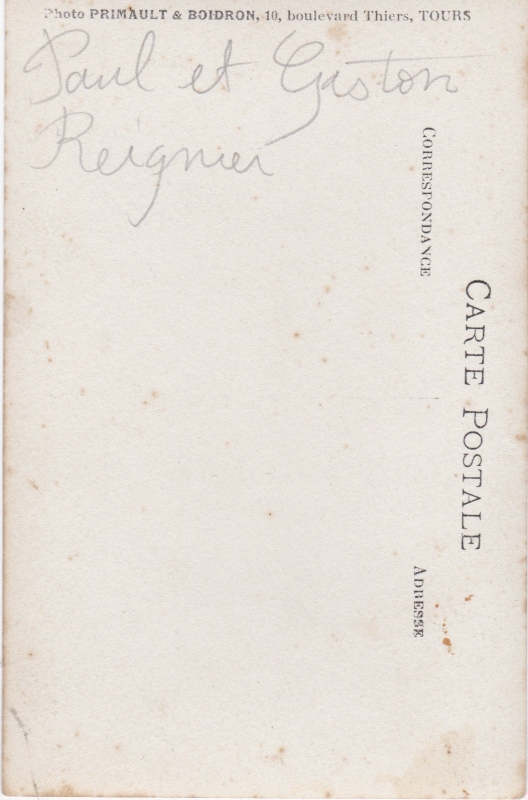 Photo PRIMAULT & BOIDRON, 10, boulevard Thiers, TOURS
Paul et Gaston
Reignier
CARTE POSTALE
CORRESPONDANCE
ADRESSE